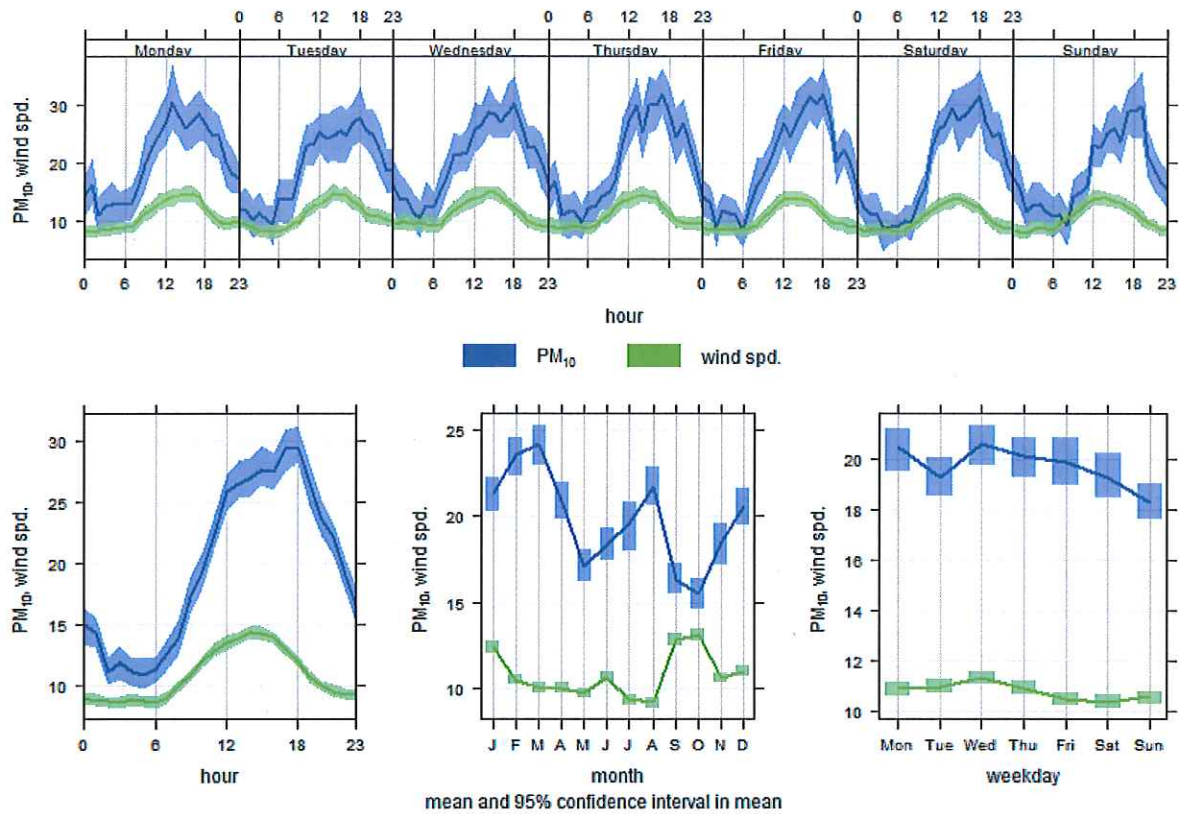 0 6 12 18 23 0 6 12 18 23 0 6 12 18 23
Monday Tuesday Wednesday Thursday Friday Saturday Sunday
30
20
10
PM₁₀, wind spd.
0 6 12 18 23 0 6 12 18 23 0 6 12 18 23 0 6 12 18 23
hour
PM₁₀ wind spd.
30
25
20
15
10
PM₁₀, wind spd.
0 6 12 18 23
hour
25
20
15
10
PM₁₀, wind spd.
J F M A M J J A S O N D
month
20
18
16
14
12
10
PM₁₀, wind spd.
Mon Tue Wed Thu Fri Sat Sun
weekday
mean and 95% confidence interval in mean